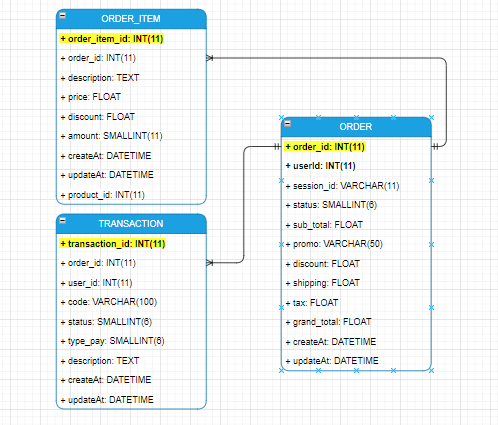 ORDER_ITEM
+ order_item_id: INT(11)
+ order_id: INT(11)
+ description: TEXT
+ price: FLOAT
+ discount: FLOAT
+ amount: SMALLINT(11)
+ createAt: DATETIME
+ updateAt: DATETIME
+ product_id: INT(11)
TRANSACTION
+ transaction_id: INT(11)
+ order_id: INT(11)
+ user_id: INT(11)
+ code: VARCHAR(100)
+ status: SMALLINT(6)
+ type_pay: SMALLINT(6)
+ description: TEXT
+ createAt: DATETIME
+ updateAt: DATETIME
ORDER
+ order_id: INT(11)
+ userId: INT(11)
+ session_id: VARCHAR(11)
+ status: SMALLINT(6)
+ sub_total: FLOAT
+ promo: VARCHAR(50)
+ discount: FLOAT
+ shipping: FLOAT
+ tax: FLOAT
+ grand_total: FLOAT
+ createAt: DATETIME
+ updateAt: DATETIME